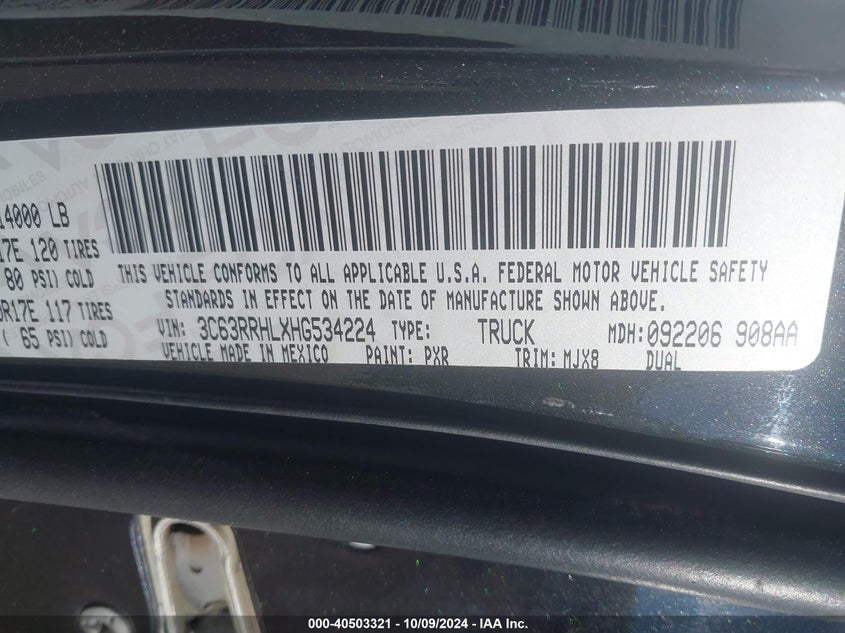 14000 LB
17E 120 TIRES
80 PSI) COLD
R17E 117 TIRES
( 65 PSI) COLD
THIS VEHICLE CONFORMS TO ALL APPLICABLE U.S.A. FEDERAL MOTOR VEHICLE SAFETY
STANDARDS IN EFFECT ON THE DATE OF MANUFACTURE SHOWN ABOVE.
VIN: 3C63RRHLXHG534224 TYPE: TRUCK MDH: 092206 908AA
VEHICLE MADE IN MEXICO PAINT: PXR TRIM: MJX8 DUAL
000-40503321 - 10/09/2024 - IAA Inc.